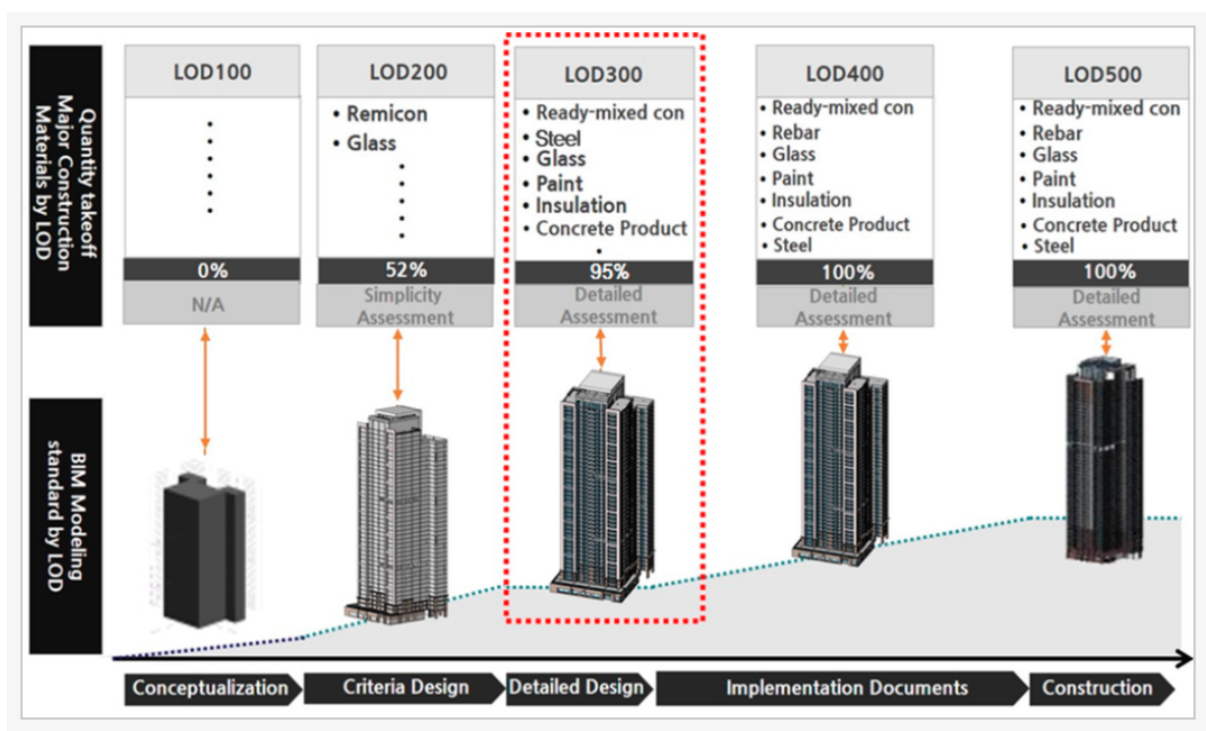 Quantity takeoff
Major Construction
Materials by LOD
LOD100
0%
N/A
LOD200
• Remicon
• Glass
52%
Simplicity
Assessment
LOD300
• Ready-mixed con
• Steel
• Glass
• Paint
• Insulation
• Concrete Product
95%
Detailed
Assessment
LOD400
• Ready-mixed con
• Rebar
• Glass
• Paint
• Insulation
• Concrete Product
• Steel
100%
Detailed
Assessment
LOD500
• Ready-mixed con
• Rebar
• Glass
• Paint
• Insulation
• Concrete Product
• Steel
100%
Detailed
Assessment
BIM Modeling
standard by LOD
Conceptualization
Criteria Design
Detailed Design
Implementation Documents
Construction